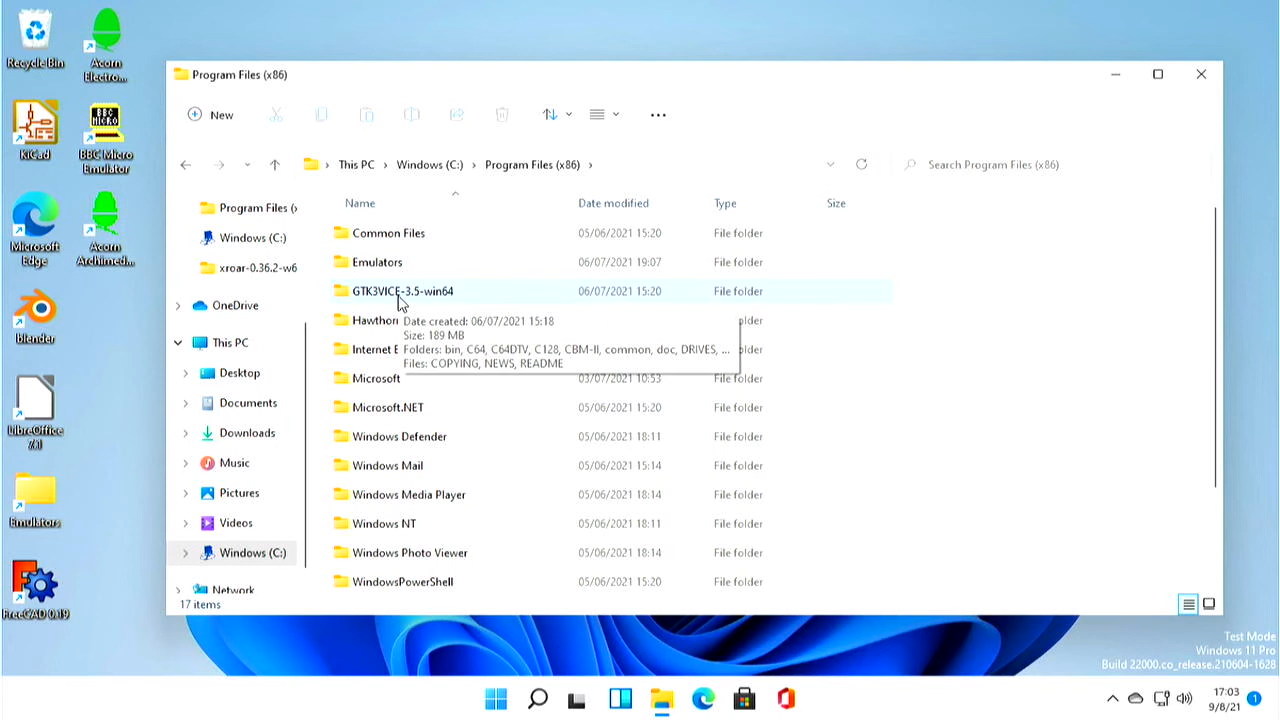 Recycle Bin
Acorn Electro...
KiCad
BBC Micro Emulator
Microsoft Edge
Acorn Archimed...
Blender
LibreOffice 7.1
Emulators
FreeCAD 0.19
Program Files (x86)
New
This PC > Windows (C:) > Program Files (x86) >
Search Program Files (x86)
Program Files (x
Windows (C:)
xroar-0.36.2-w6
OneDrive
This PC
Desktop
Documents
Downloads
Music
Pictures
Videos
Windows (C:)
Network
Name Date modified Type Size
Common Files 05/06/2021 15:20 File folder
Emulators 06/07/2021 19:07 File folder
GTK3VICE-3.5-win64 06/07/2021 15:20 File folder
Hawthor lder
Internet E lder
Date created: 06/07/2021 15:18
Size: 189 MB
Folders: bin, C64, C64DTV, C128, CBM-II, common, doc, DRIVES, ...
Files: COPYING, NEWS, README
Microsoft 03/07/2021 10:53 File folder
Microsoft.NET 05/06/2021 15:20 File folder
Windows Defender 05/06/2021 18:11 File folder
Windows Mail 05/06/2021 15:14 File folder
Windows Media Player 05/06/2021 18:14 File folder
Windows NT 05/06/2021 18:11 File folder
Windows Photo Viewer 05/06/2021 18:14 File folder
WindowsPowerShell 05/06/2021 15:20 File folder
17 items
Test Mode
Windows 11 Pro
Build 22000.co_release.210604-1628
17:03
9/8/21
1